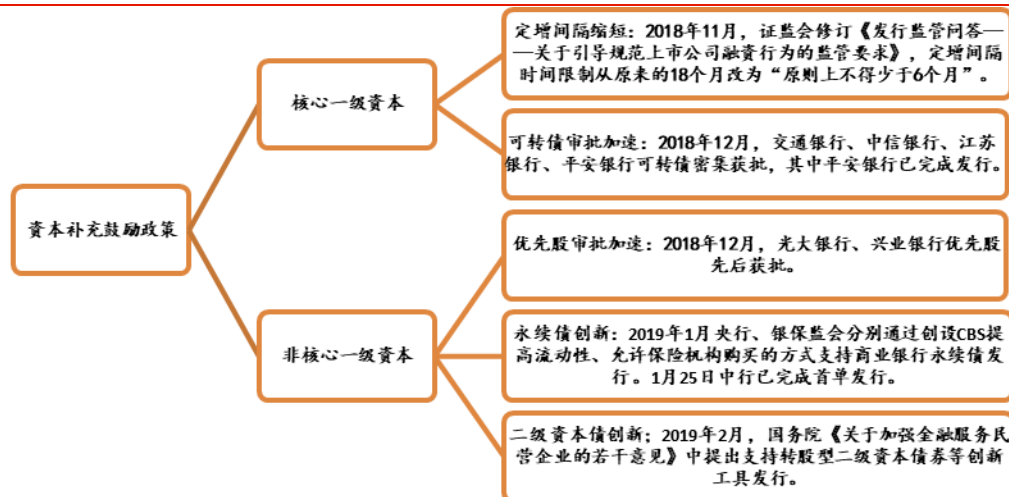 资本补充鼓励政策
核心一级资本
定增间隔缩短：2018年11月，证监会修订《发行监管问答—
—关于引导规范上市公司融资行为的监管要求》，定增间隔
时间限制从原来的18个月改为“原则上不得少于6个月”。
可转债审批加速：2018年12月，交通银行、中信银行、江苏
银行、平安银行可转债密集获批，其中平安银行已完成发行。
非核心一级资本
优先股审批加速：2018年12月，光大银行、兴业银行优先股
先后获批。
永续债创新：2019年1月央行、银保监会分别通过创设CBS提
高流动性、允许保险机构购买的方式支持商业银行永续债发
行。1月25日中行已完成首单发行。
二级资本债创新；2019年2月，国务院《关于加强金融服务民
营企业的若干意见》中提出支持转股型二级资本债券等创新
工具发行。